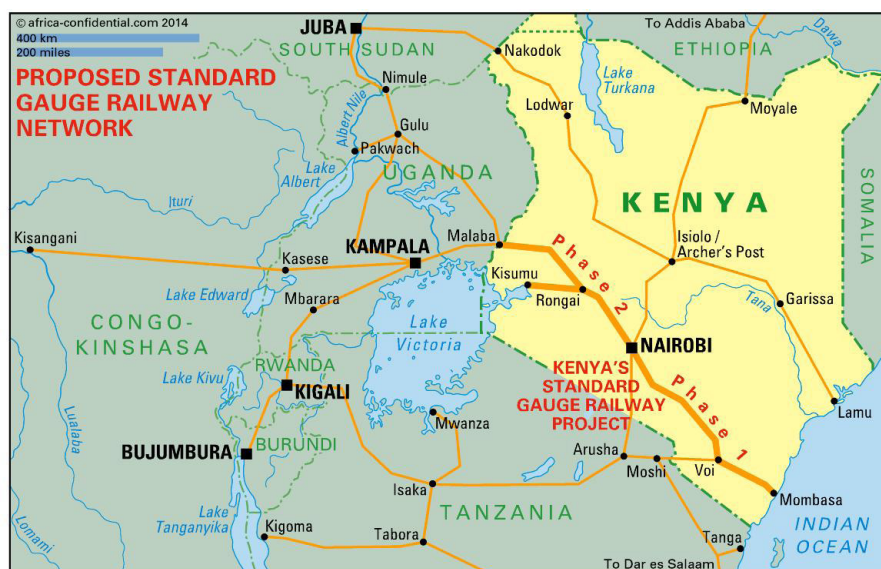 © africa-confidential.com 2014
400 km
200 miles
PROPOSED STANDARD
GAUGE RAILWAY
NETWORK
JUBA
SOUTH SUDAN
Nimule
Albert Nile
Gulu
Pakwach
Lake
Albert
UGANDA
Ituri
Kisangani
Kasese
KAMPALA
Malaba
Lake Edward
Mbarara
CONGO-
KINSHASA
Lake
Victoria
RWANDA
Lake Kivu
KIGALI
Mwanza
BUJUMBURA
BURUNDI
Lualaba
Lomami
Lake
Tanganyika
Kigoma
Isaka
Tabora
TANZANIA
To Addis Ababa
ETHIOPIA
Dawa
Nakodok
Lake
Turkana
Lodwar
Moyale
SOMALIA
KENYA
Isiolo /
Archer's Post
Phase 2
Kisumu
Rongai
Tana
Garissa
NAIROBI
KENYA'S
STANDARD
GAUGE RAILWAY
PROJECT
Phase 1
Lamu
Arusha
Moshi
Voi
Mombasa
Tanga
INDIAN
OCEAN
To Dar es Salaam